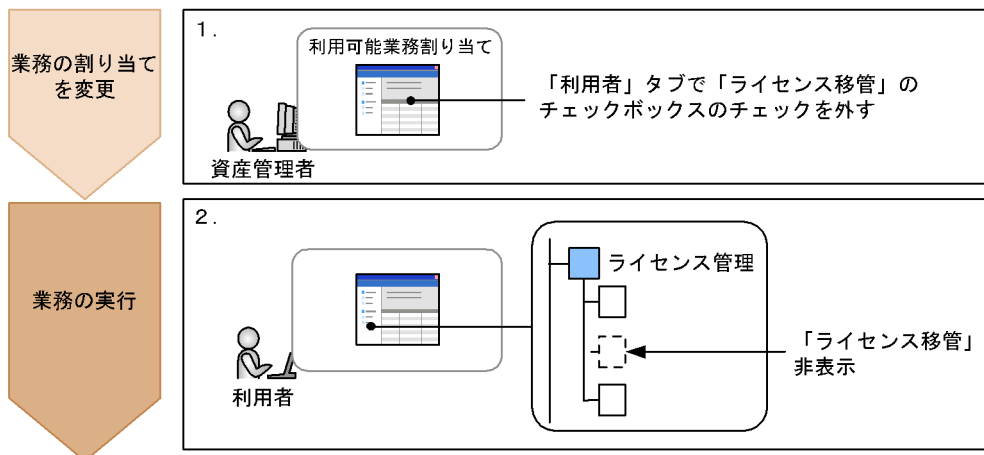 業務の割り当て
を変更
1．
利用可能業務割り当て
「利用者」タブで「ライセンス移管」の
チェックボックスのチェックを外す
資産管理者
業務の実行
2．
ライセンス管理
「ライセンス移管」
非表示
利用者